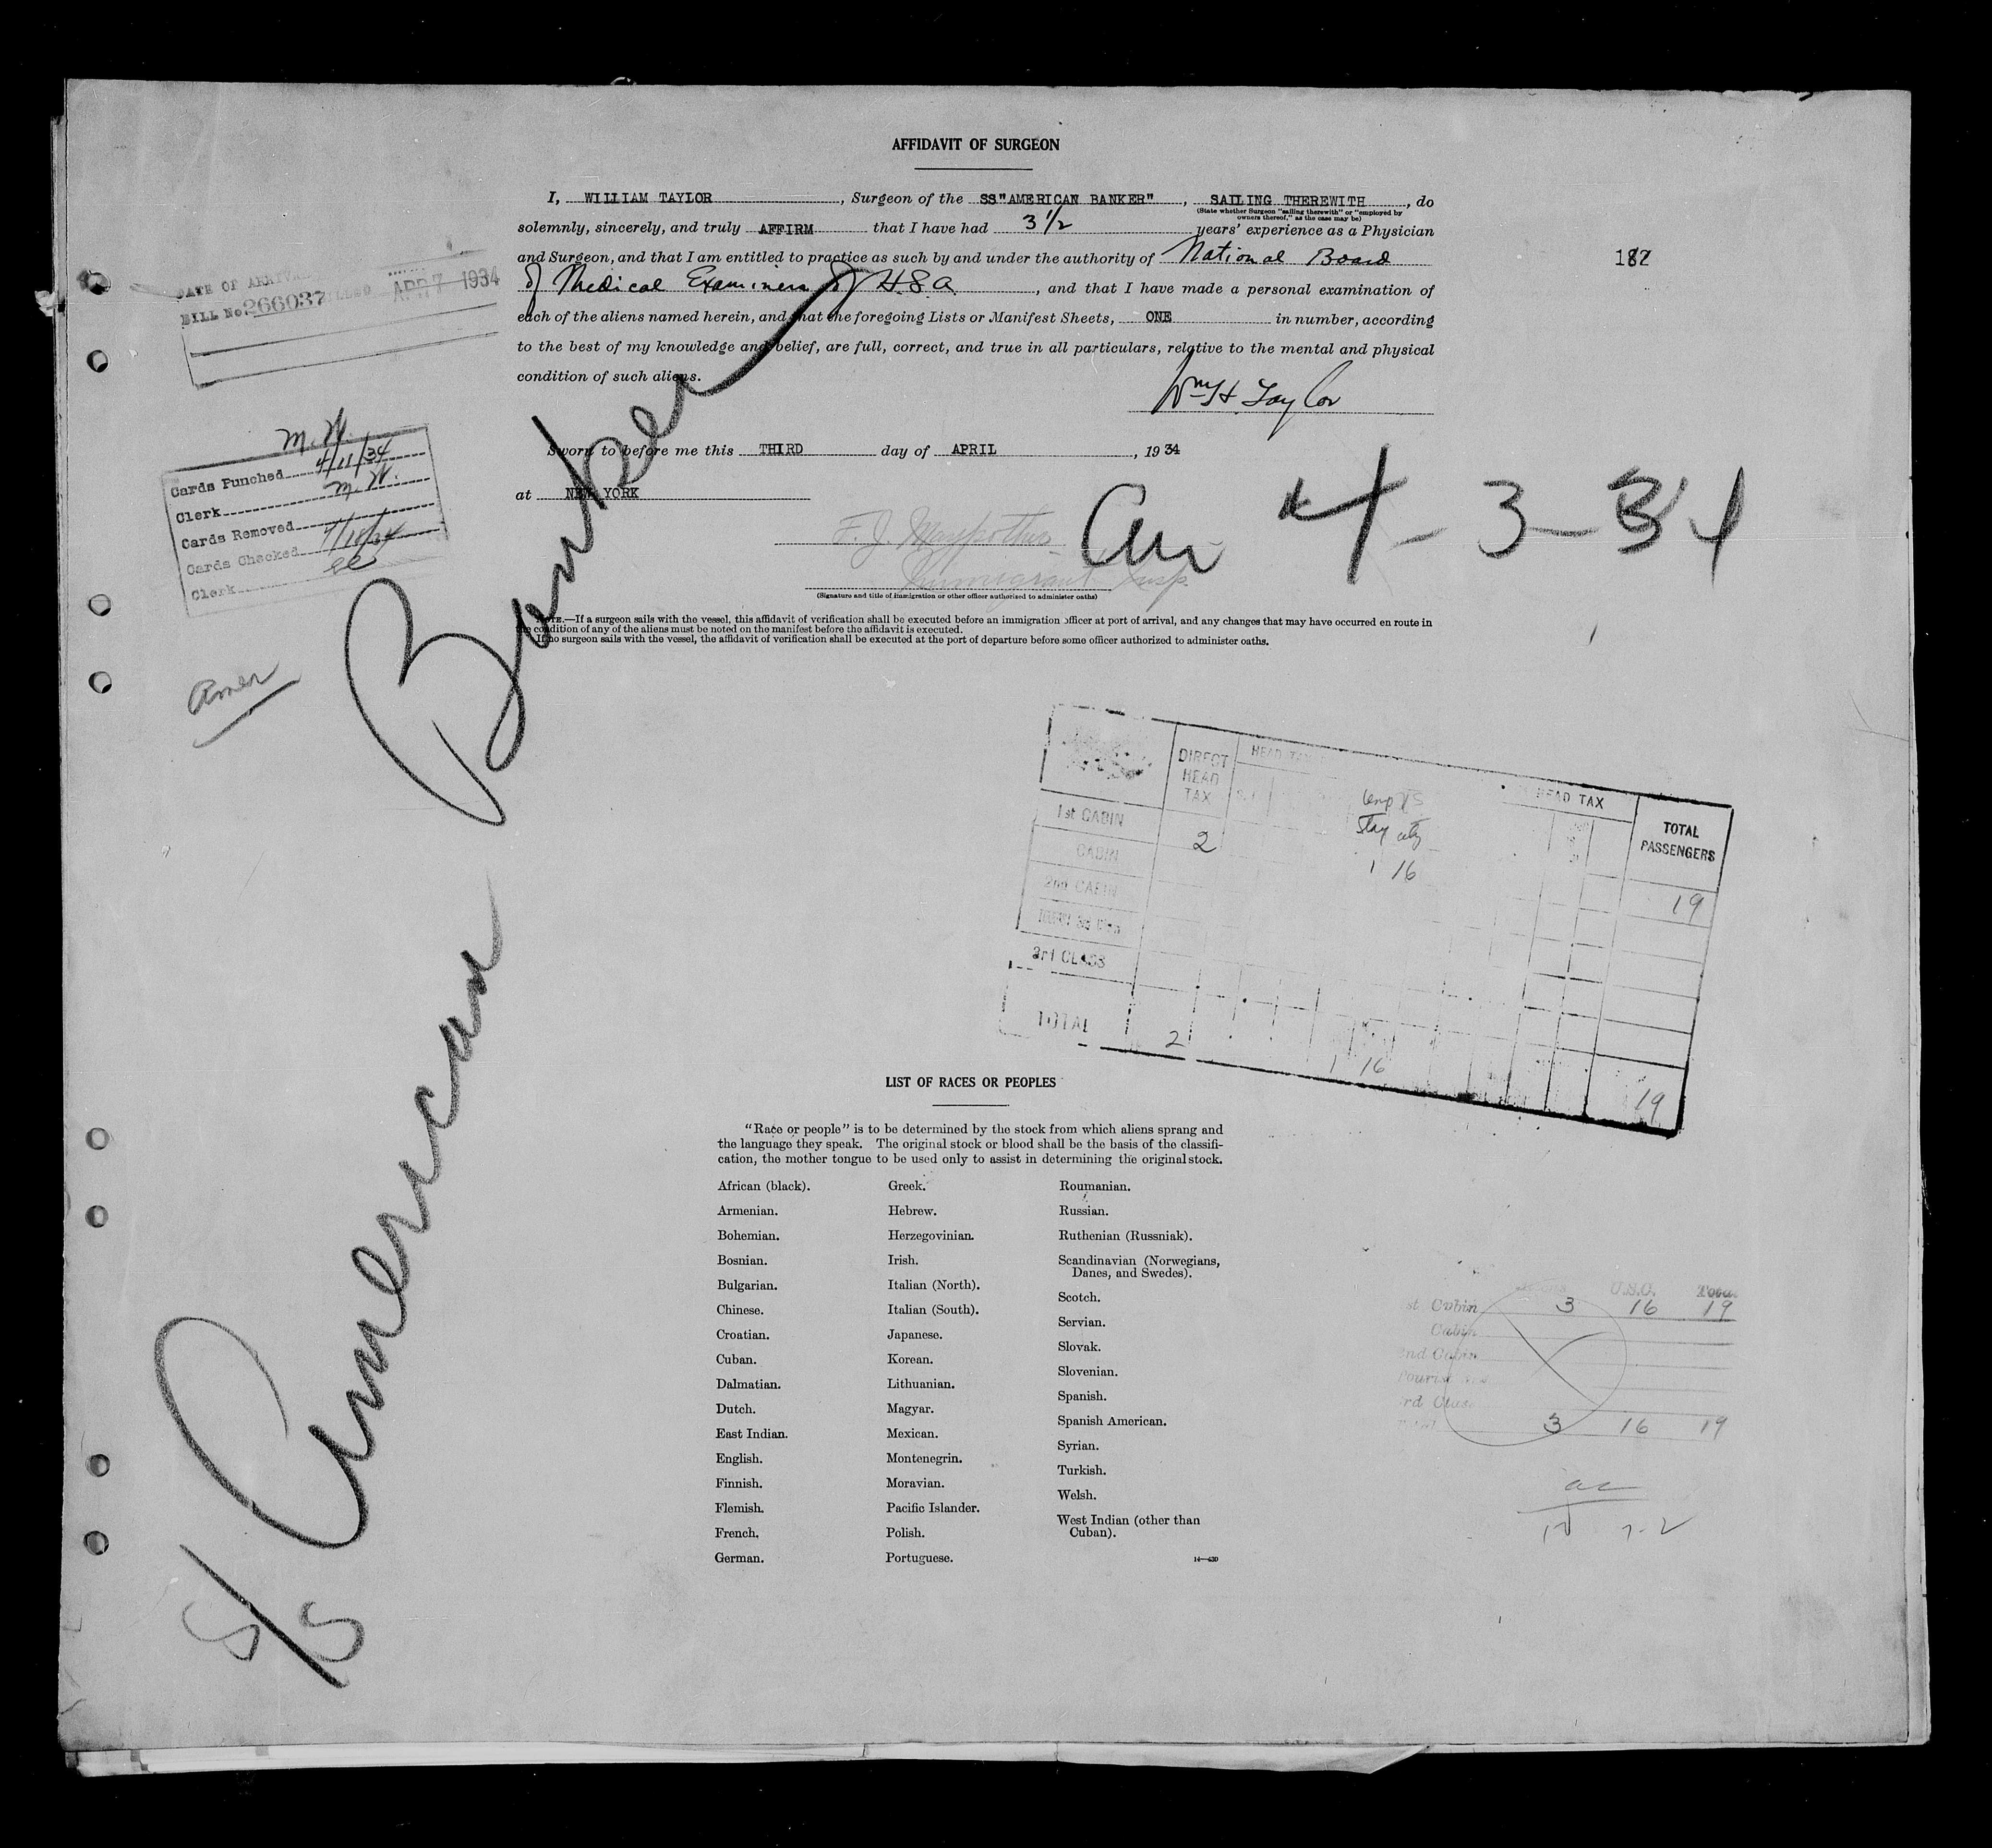 AFFIDAVIT OF SURGEON
I, WILLIAM TAYLOR, Surgeon of the SS"AMERICAN BANKER", SAILING THEREWITH, do
(State whether Surgeon "sailing therewith" or "employed by
owners thereof," as the case may be)
solemnly, sincerely, and truly AFFIRM that I have had 3 1/2 years' experience as a Physician
and Surgeon, and that I am entitled to practice as such by and under the authority of National Board
of Medical Examiners of U.S.A., and that I have made a personal examination of
each of the aliens named herein, and that the foregoing Lists or Manifest Sheets, ONE in number, according
to the best of my knowledge and belief, are full, correct, and true in all particulars, relative to the mental and physical
condition of such aliens.
Wm H. Taylor
182
DATE OF ARRIVAL
APR 7 1934
BILL No. 266037
M. W.
Cards Punched 4/11/34
Clerk M. W.
Cards Removed
Cards Checked 4/18/34
Clerk
Sworn to before me this THIRD day of APRIL, 1934
at NEW YORK
Arr 4-3-34
Immigrant Insp.
(Signature and title of immigration or other officer authorized to administer oaths)
NOTE.—If a surgeon sails with the vessel, this affidavit of verification shall be executed before an immigration officer at port of arrival, and any changes that may have occurred en route in
the condition of any of the aliens must be noted on the manifest before the affidavit is executed.
If no surgeon sails with the vessel, the affidavit of verification shall be executed at the port of departure before some officer authorized to administer oaths.
Amer
S/S American Banker
DIRECT HEAD TAX
HEAD TAX
HEAD TAX
TOTAL PASSENGERS
1st CABIN
2
1 16
19
CABIN
2nd CABIN
3rd CLASS
TOTAL
2
1 16
19
LIST OF RACES OR PEOPLES
"Race or people" is to be determined by the stock from which aliens sprang and
the language they speak. The original stock or blood shall be the basis of the classifi-
cation, the mother tongue to be used only to assist in determining the original stock.
African (black).
Armenian.
Bohemian.
Bosnian.
Bulgarian.
Chinese.
Croatian.
Cuban.
Dalmatian.
Dutch.
East Indian.
English.
Finnish.
Flemish.
French.
German.
Greek.
Hebrew.
Herzegovinian.
Irish.
Italian (North).
Italian (South).
Japanese.
Korean.
Lithuanian.
Magyar.
Mexican.
Montenegrin.
Moravian.
Pacific Islander.
Polish.
Portuguese.
Roumanian.
Russian.
Ruthenian (Russniak).
Scandinavian (Norwegians,
Danes, and Swedes).
Scotch.
Servian.
Slovak.
Slovenian.
Spanish.
Spanish American.
Syrian.
Turkish.
Welsh.
West Indian (other than
Cuban).
14—430
U.S.C. Total
st Cabin 3 16 19
Cabin
2nd Cabin
Tourist
3rd Class
3 16 19